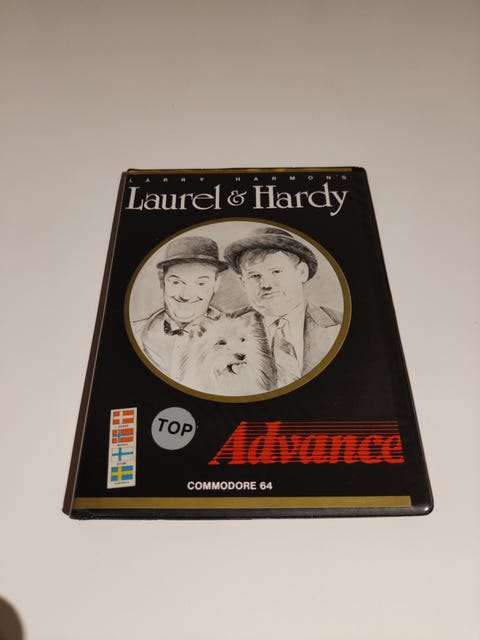 LARRY HARMON'S
Laurel & Hardy
TOP
Advance
COMMODORE 64